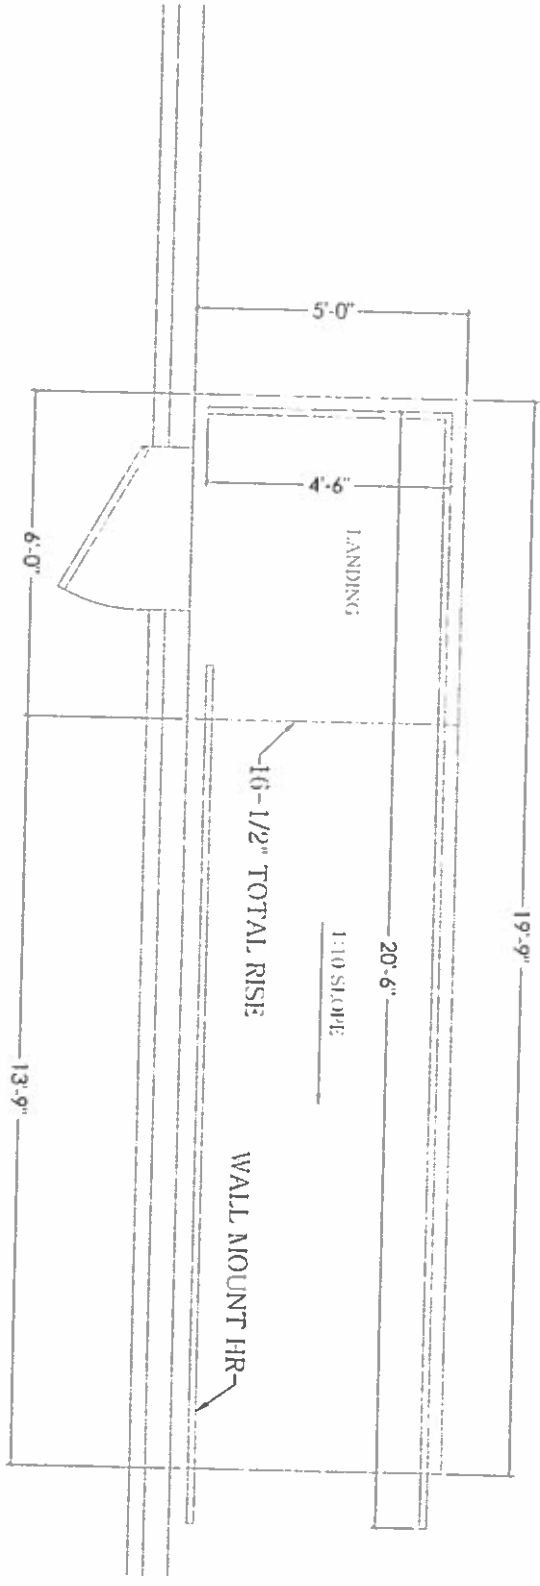 5'-0"
4'-6"
LANDING
6'-0"
16-1/2" TOTAL RISE
1:10 SLOPE
20'-6"
19'-9"
13'-9"
WALL MOUNT HR